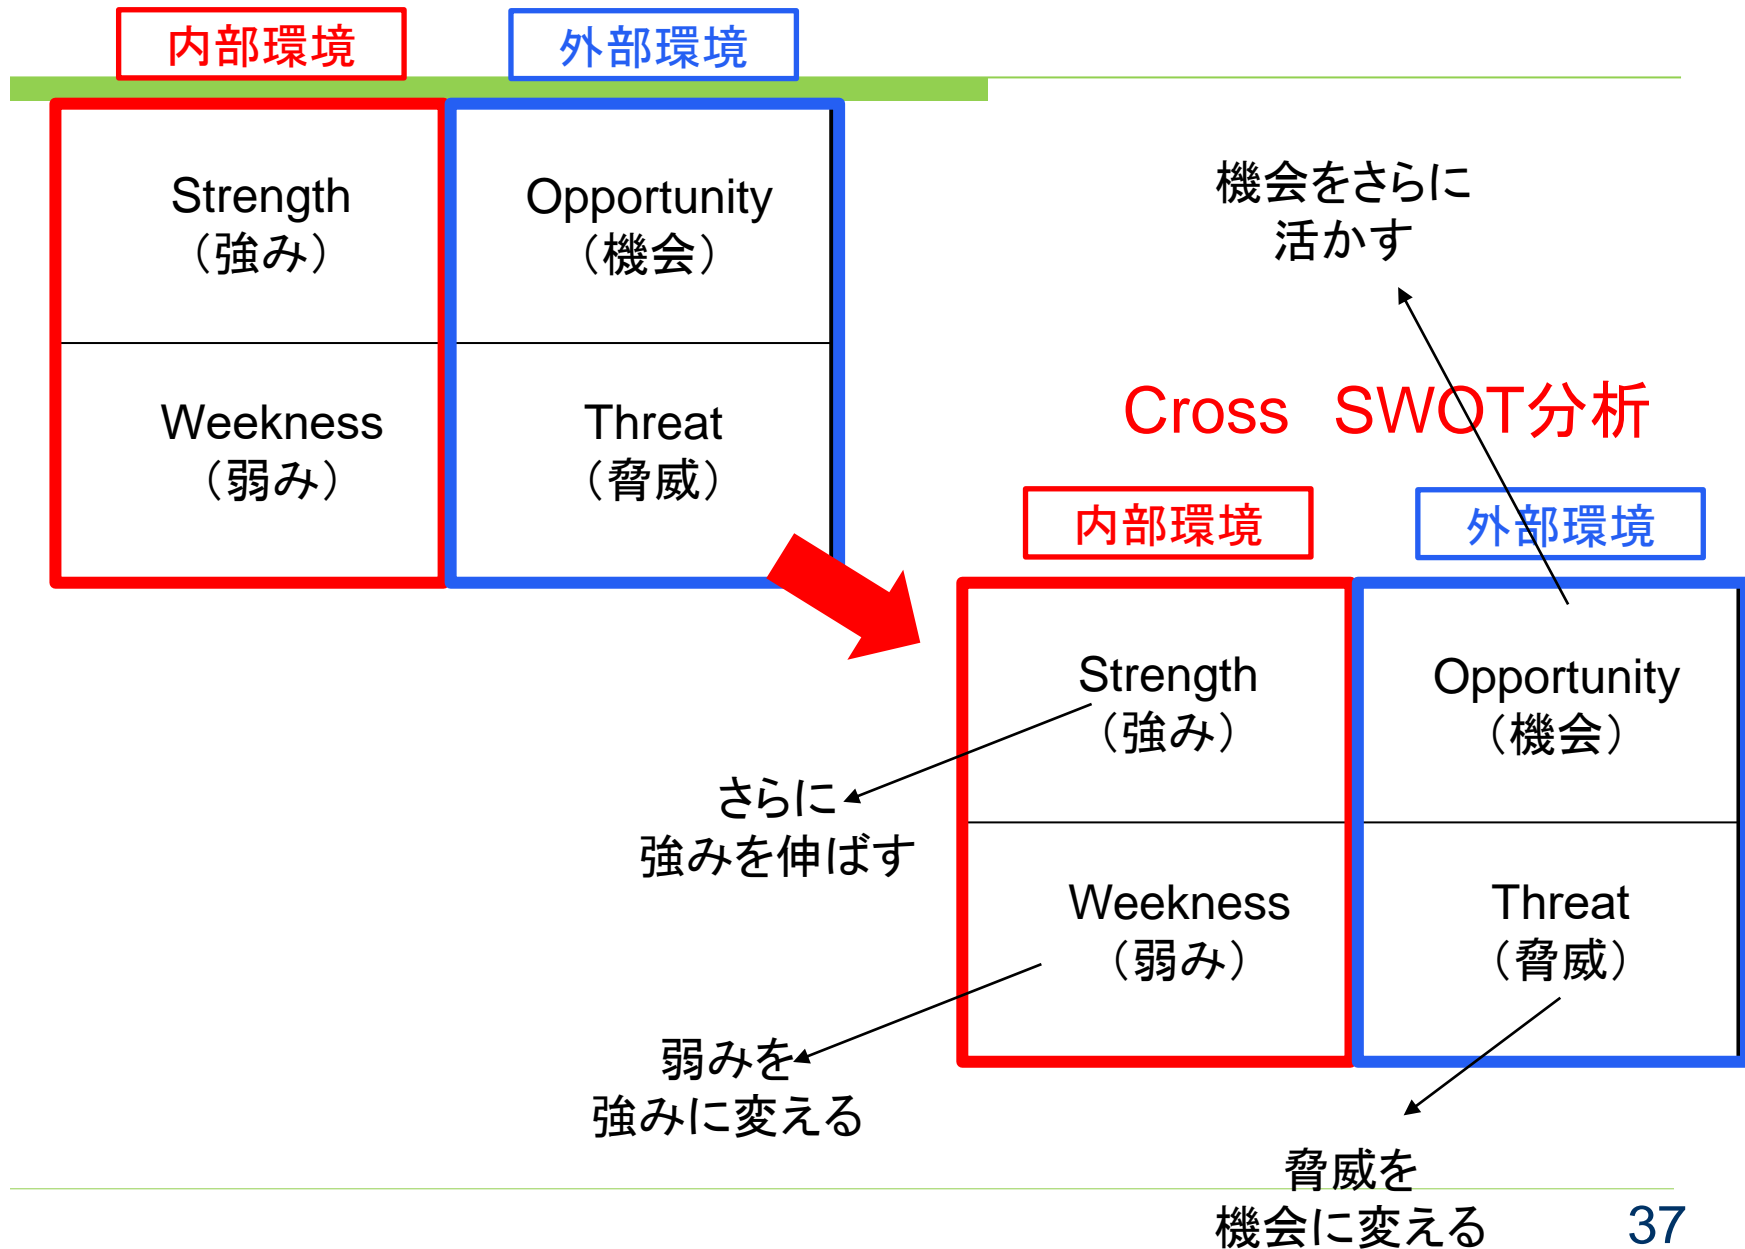 内部環境
外部環境
Strength
（強み）
Opportunity
（機会）
Weekness
（弱み）
Threat
（脅威）
機会をさらに
活かす
Cross　SWOT分析
内部環境
外部環境
Strength
（強み）
Opportunity
（機会）
さらに
強みを伸ばす
Weekness
（弱み）
Threat
（脅威）
弱みを
強みに変える
脅威を
機会に変える
37